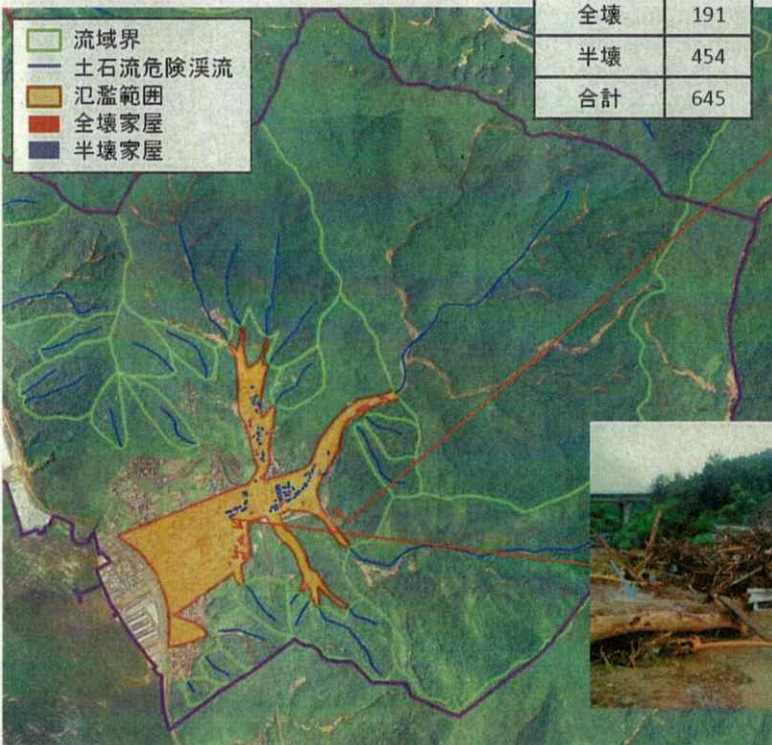 全壊 191
半壊 454
合計 645
流域界
土石流危険渓流
氾濫範囲
全壊家屋
半壊家屋